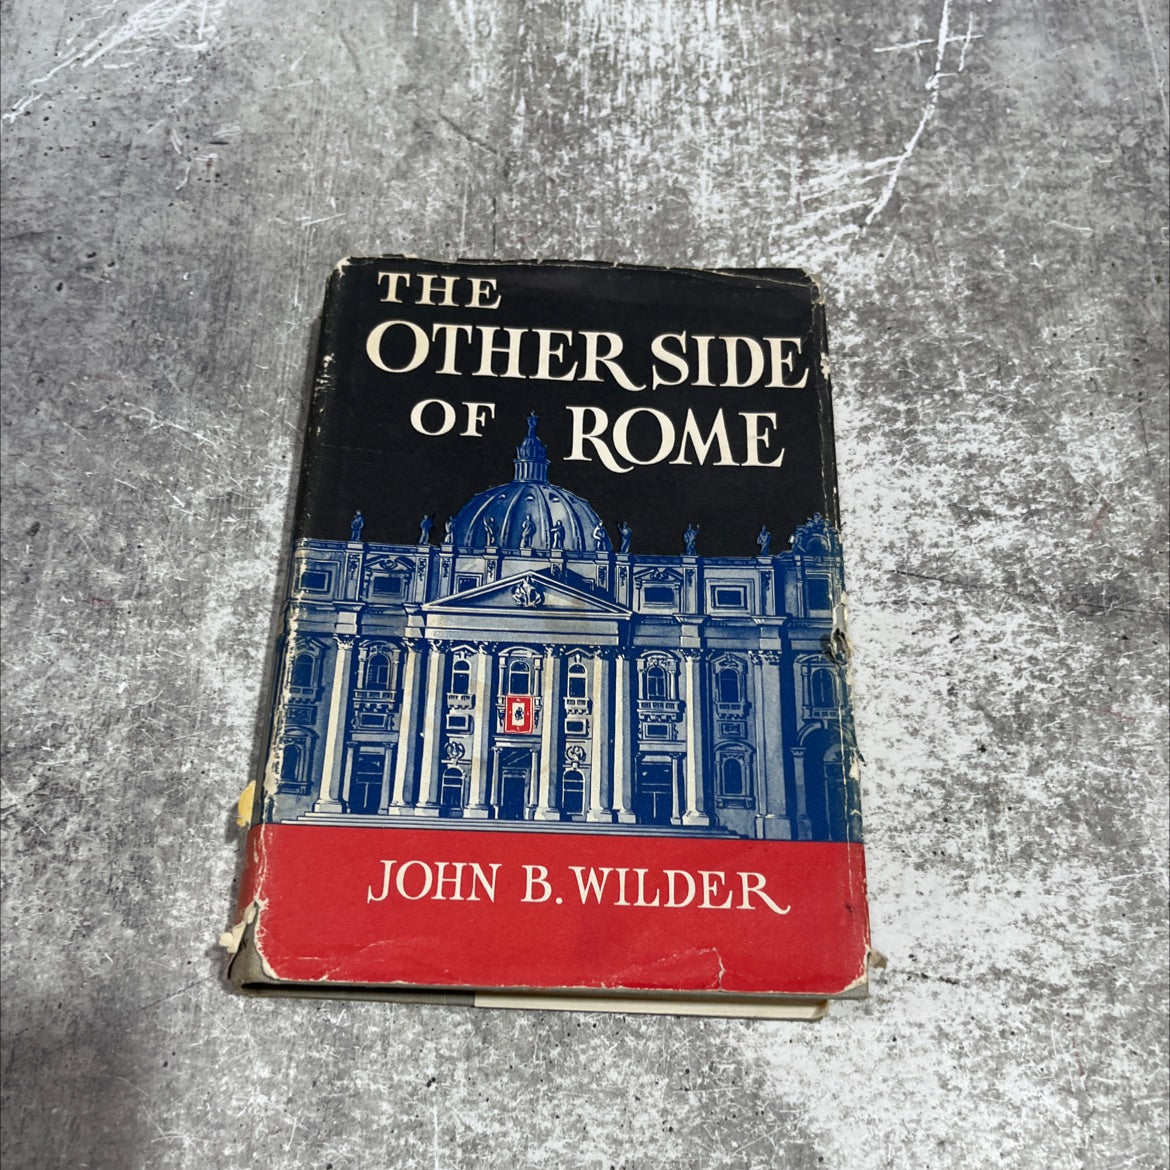 THE
OTHER SIDE
OF ROME
JOHN B. WILDER